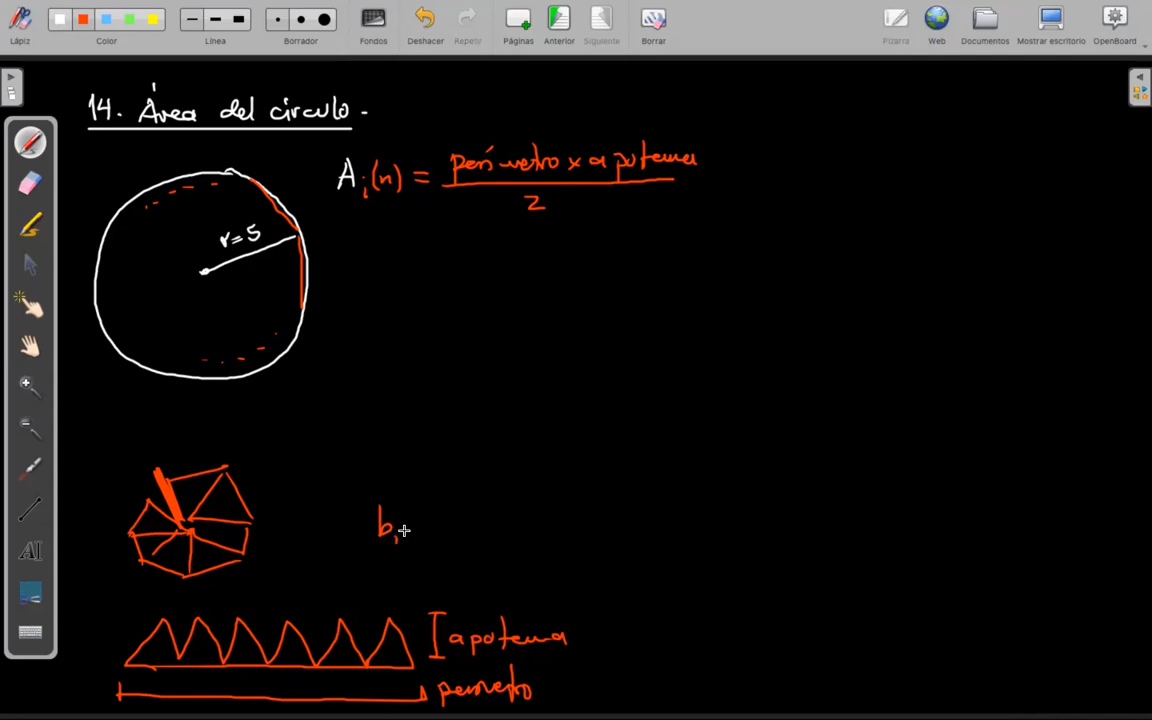 Lápiz
Color
Línea
Borrador
Fondos
Deshacer
Repetir
Páginas
Anterior
Siguiente
Borrar
Pizarra
Web
Documentos
Mostrar escritorio
OpenBoard
14. Área del circulo.
A i (n) = perímetro x apotema
2
r=5
b,
apotema
perímetro